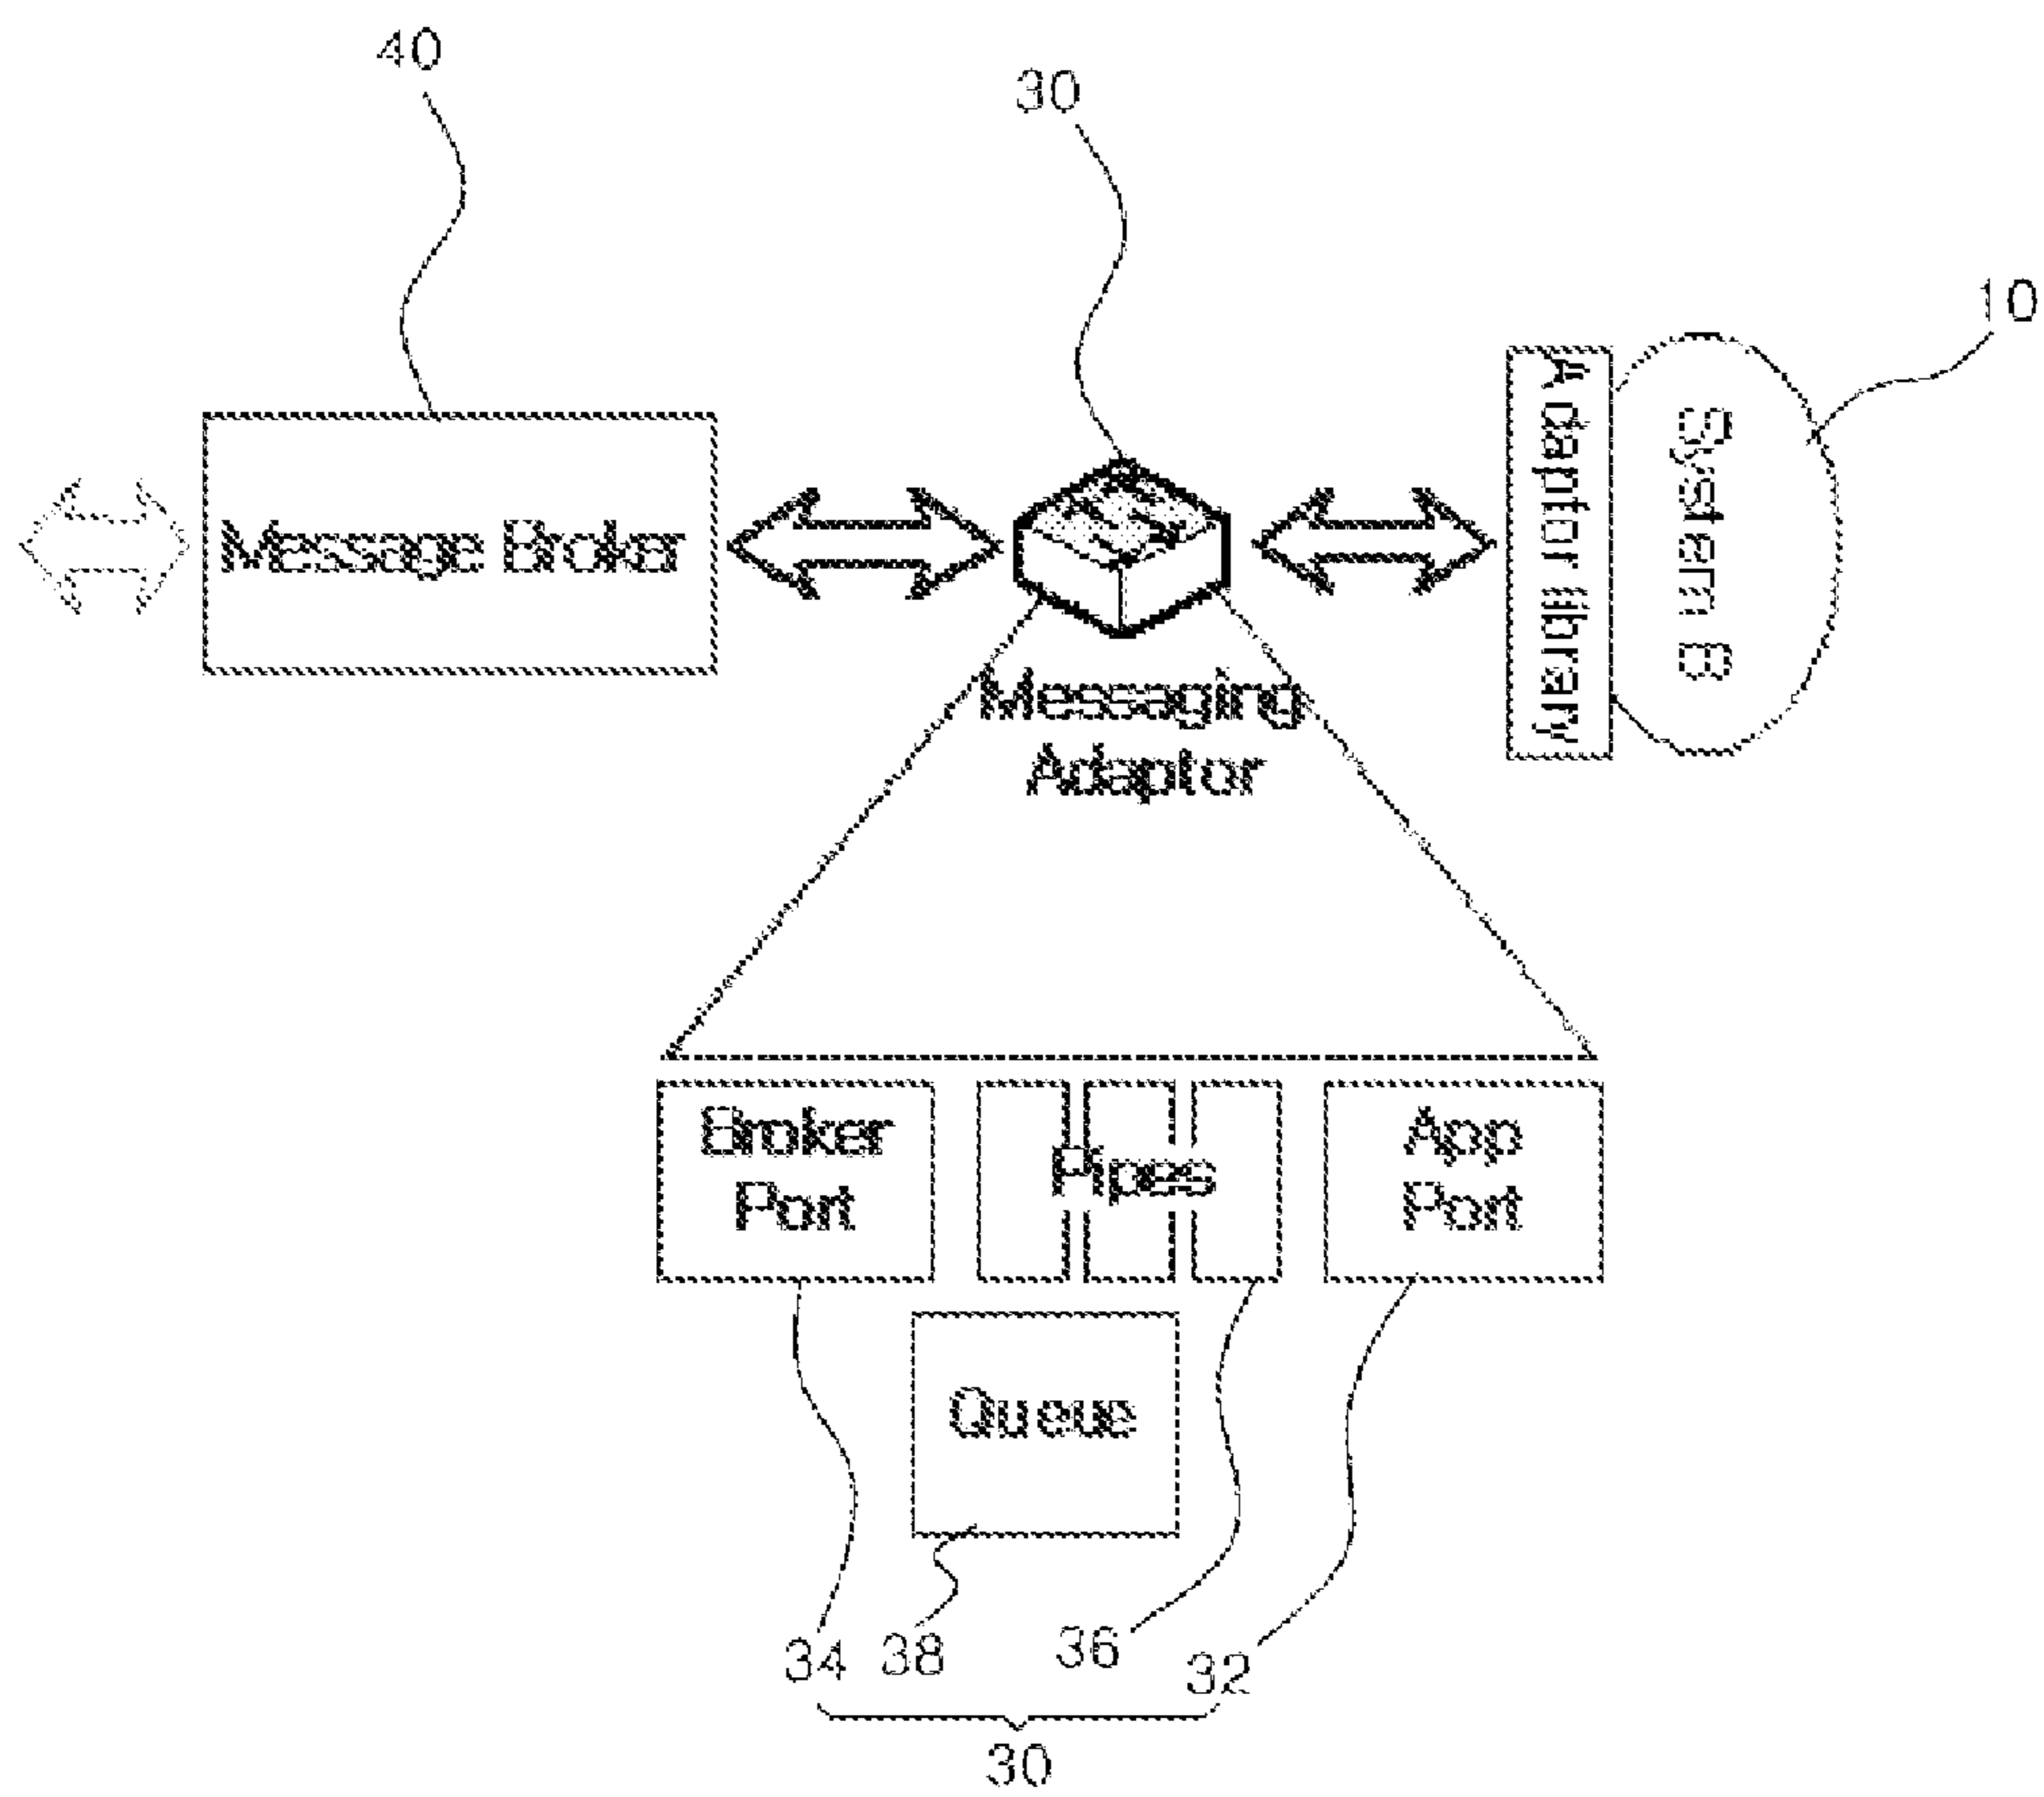 40
30
10
Message Broker
Messaging
Adaptor
Adaptor library
System B
Broker
Port
Pipes
App
Port
Queue
34
38
36
32
30